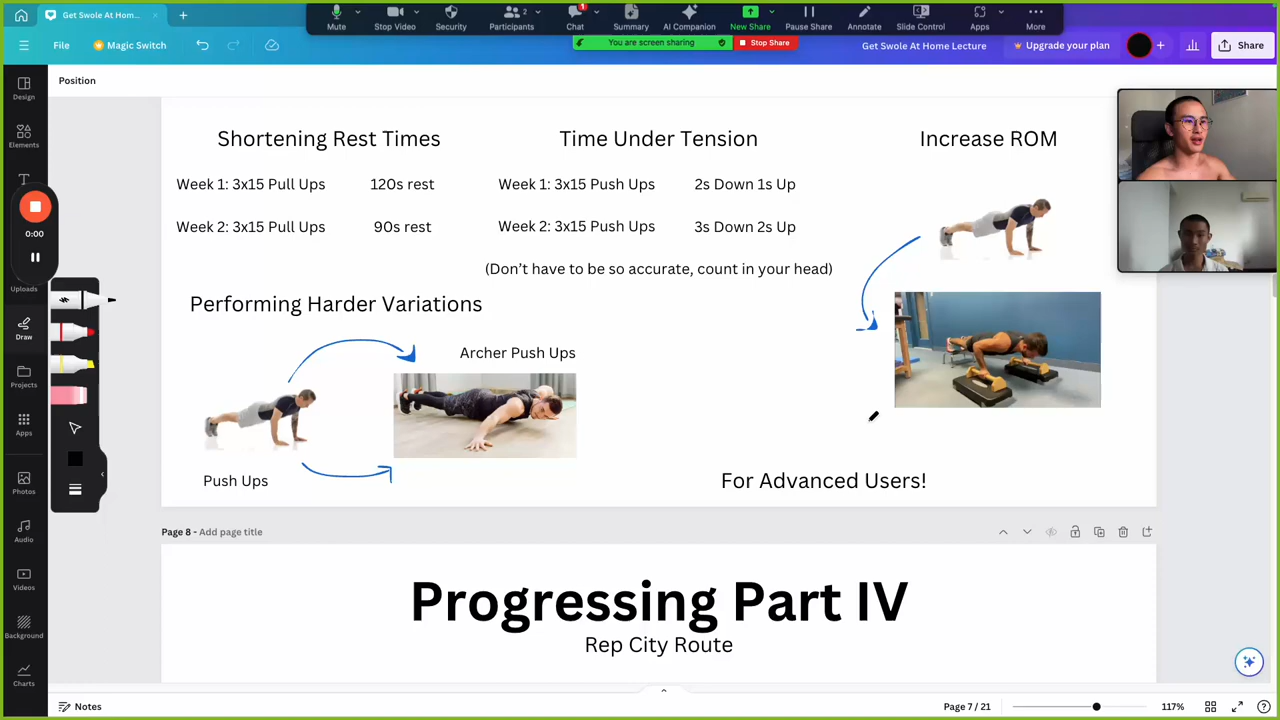 Get Swole At Home...
Mute
Stop Video
Security
Participants
2
Chat
1
Summary
AI Companion
New Share
Pause Share
Annotate
Slide Control
Apps
More
You are screen sharing
Stop Share
File
Magic Switch
Get Swole At Home Lecture
Upgrade your plan
Share
Design
Elements
T
0:00
Uploads
Draw
Projects
Apps
Photos
Audio
Videos
Background
Charts
Position
Shortening Rest Times
Week 1: 3x15 Pull Ups 120s rest
Week 2: 3x15 Pull Ups 90s rest
Time Under Tension
Week 1: 3x15 Push Ups 2s Down 1s Up
Week 2: 3x15 Push Ups 3s Down 2s Up
(Don't have to be so accurate, count in your head)
Increase ROM
Performing Harder Variations
Archer Push Ups
Push Ups
For Advanced Users!
Page 8 - Add page title
Progressing Part IV
Rep City Route
Notes
Page 7 / 21
117%